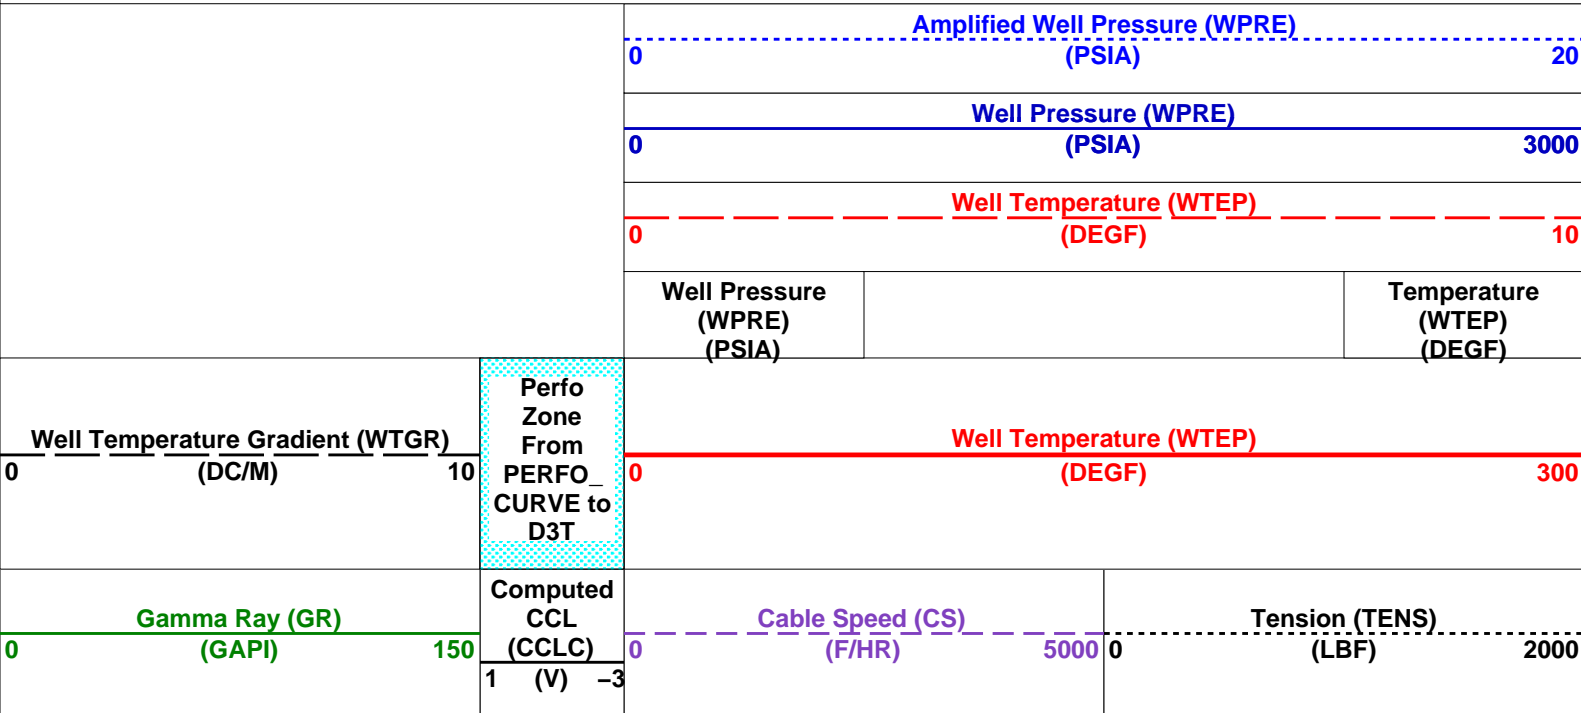 Amplified Well Pressure (WPRE)
0 (PSIA) 20
Well Pressure (WPRE)
0 (PSIA) 3000
Well Temperature (WTEP)
0 (DEGF) 10
Well Pressure
(WPRE)
(PSIA)
Temperature
(WTEP)
(DEGF)
Well Temperature Gradient (WTGR)
0 (DC/M) 10
Perfo
Zone
From
PERFO_
CURVE to
D3T
Well Temperature (WTEP)
0 (DEGF) 300
Gamma Ray (GR)
0 (GAPI) 150
Computed
CCL
(CCLC)
1 (V) −3
Cable Speed (CS)
0 (F/HR) 5000
Tension (TENS)
0 (LBF) 2000